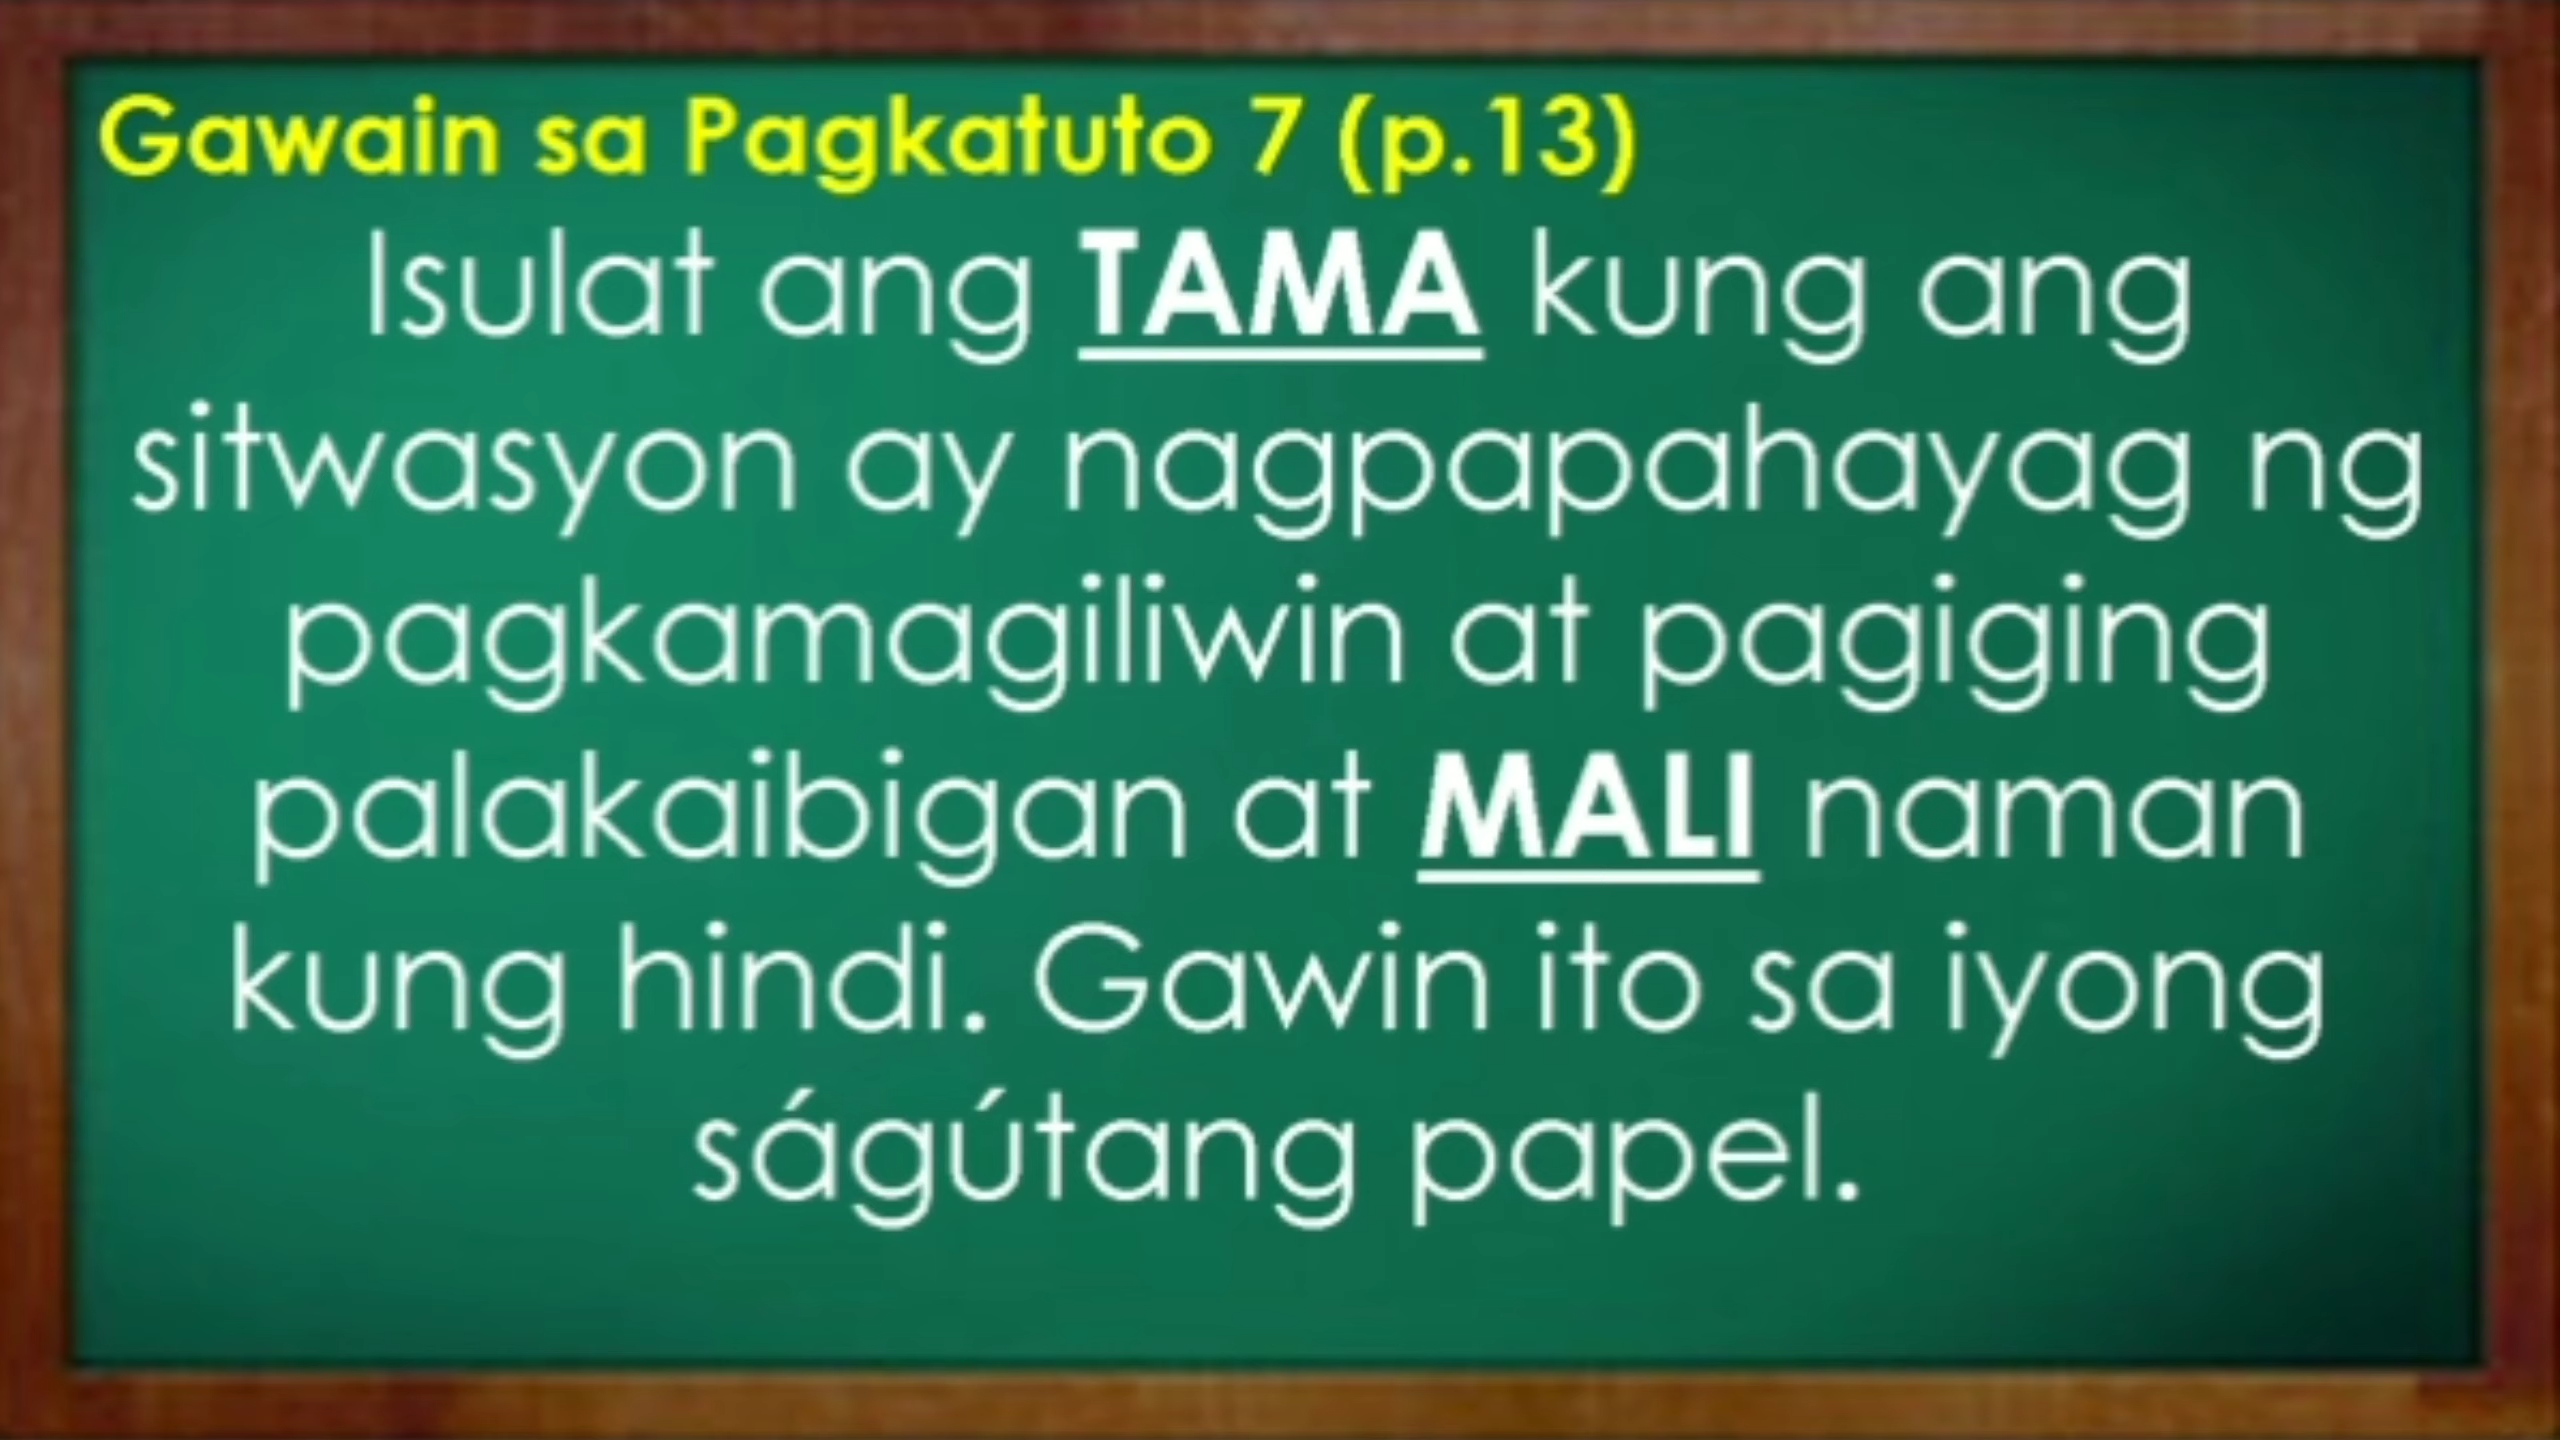 Gawain sa Pagkatuto 7 (p.13)
Isulat ang TAMA kung ang
sitwasyon ay nagpapahayag ng
pagkamagiliwin at pagiging
palakaibigan at MALI naman
kung hindi. Gawin ito sa iyong
ságútang papel.